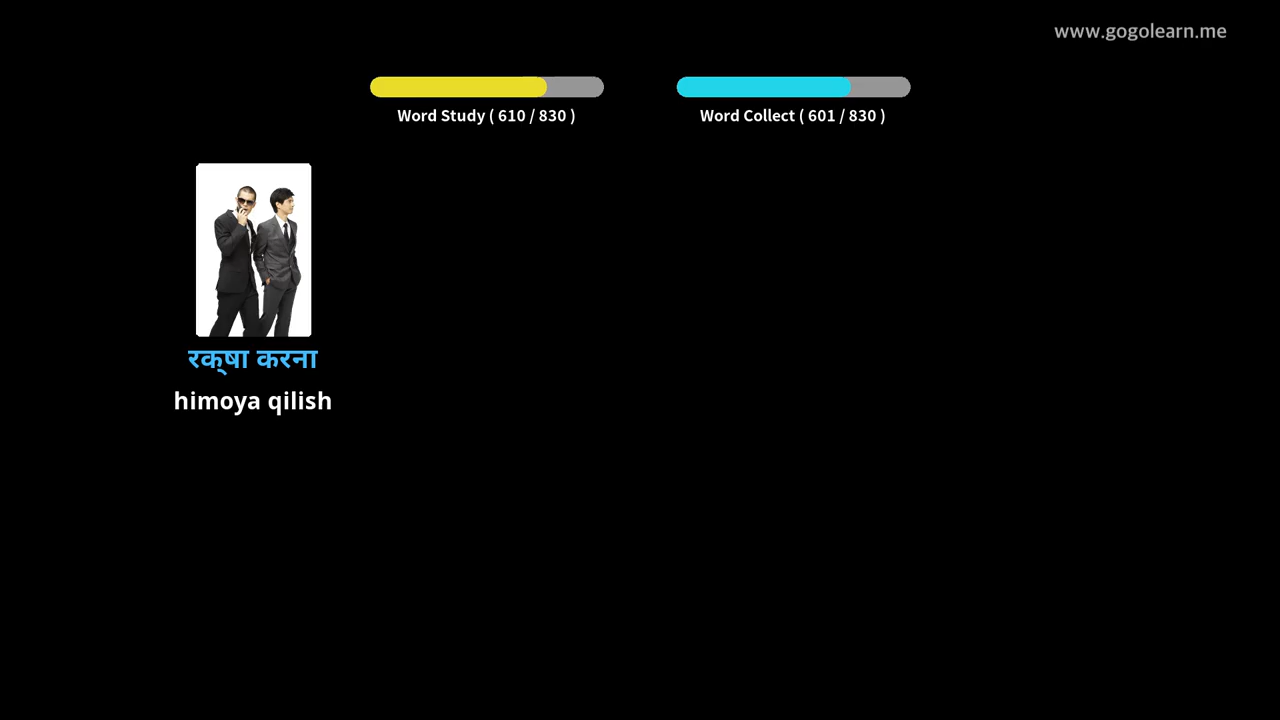 www.gogolearn.me
Word Study ( 610 / 830 )
Word Collect ( 601 / 830 )
रक्षा करना
himoya qilish